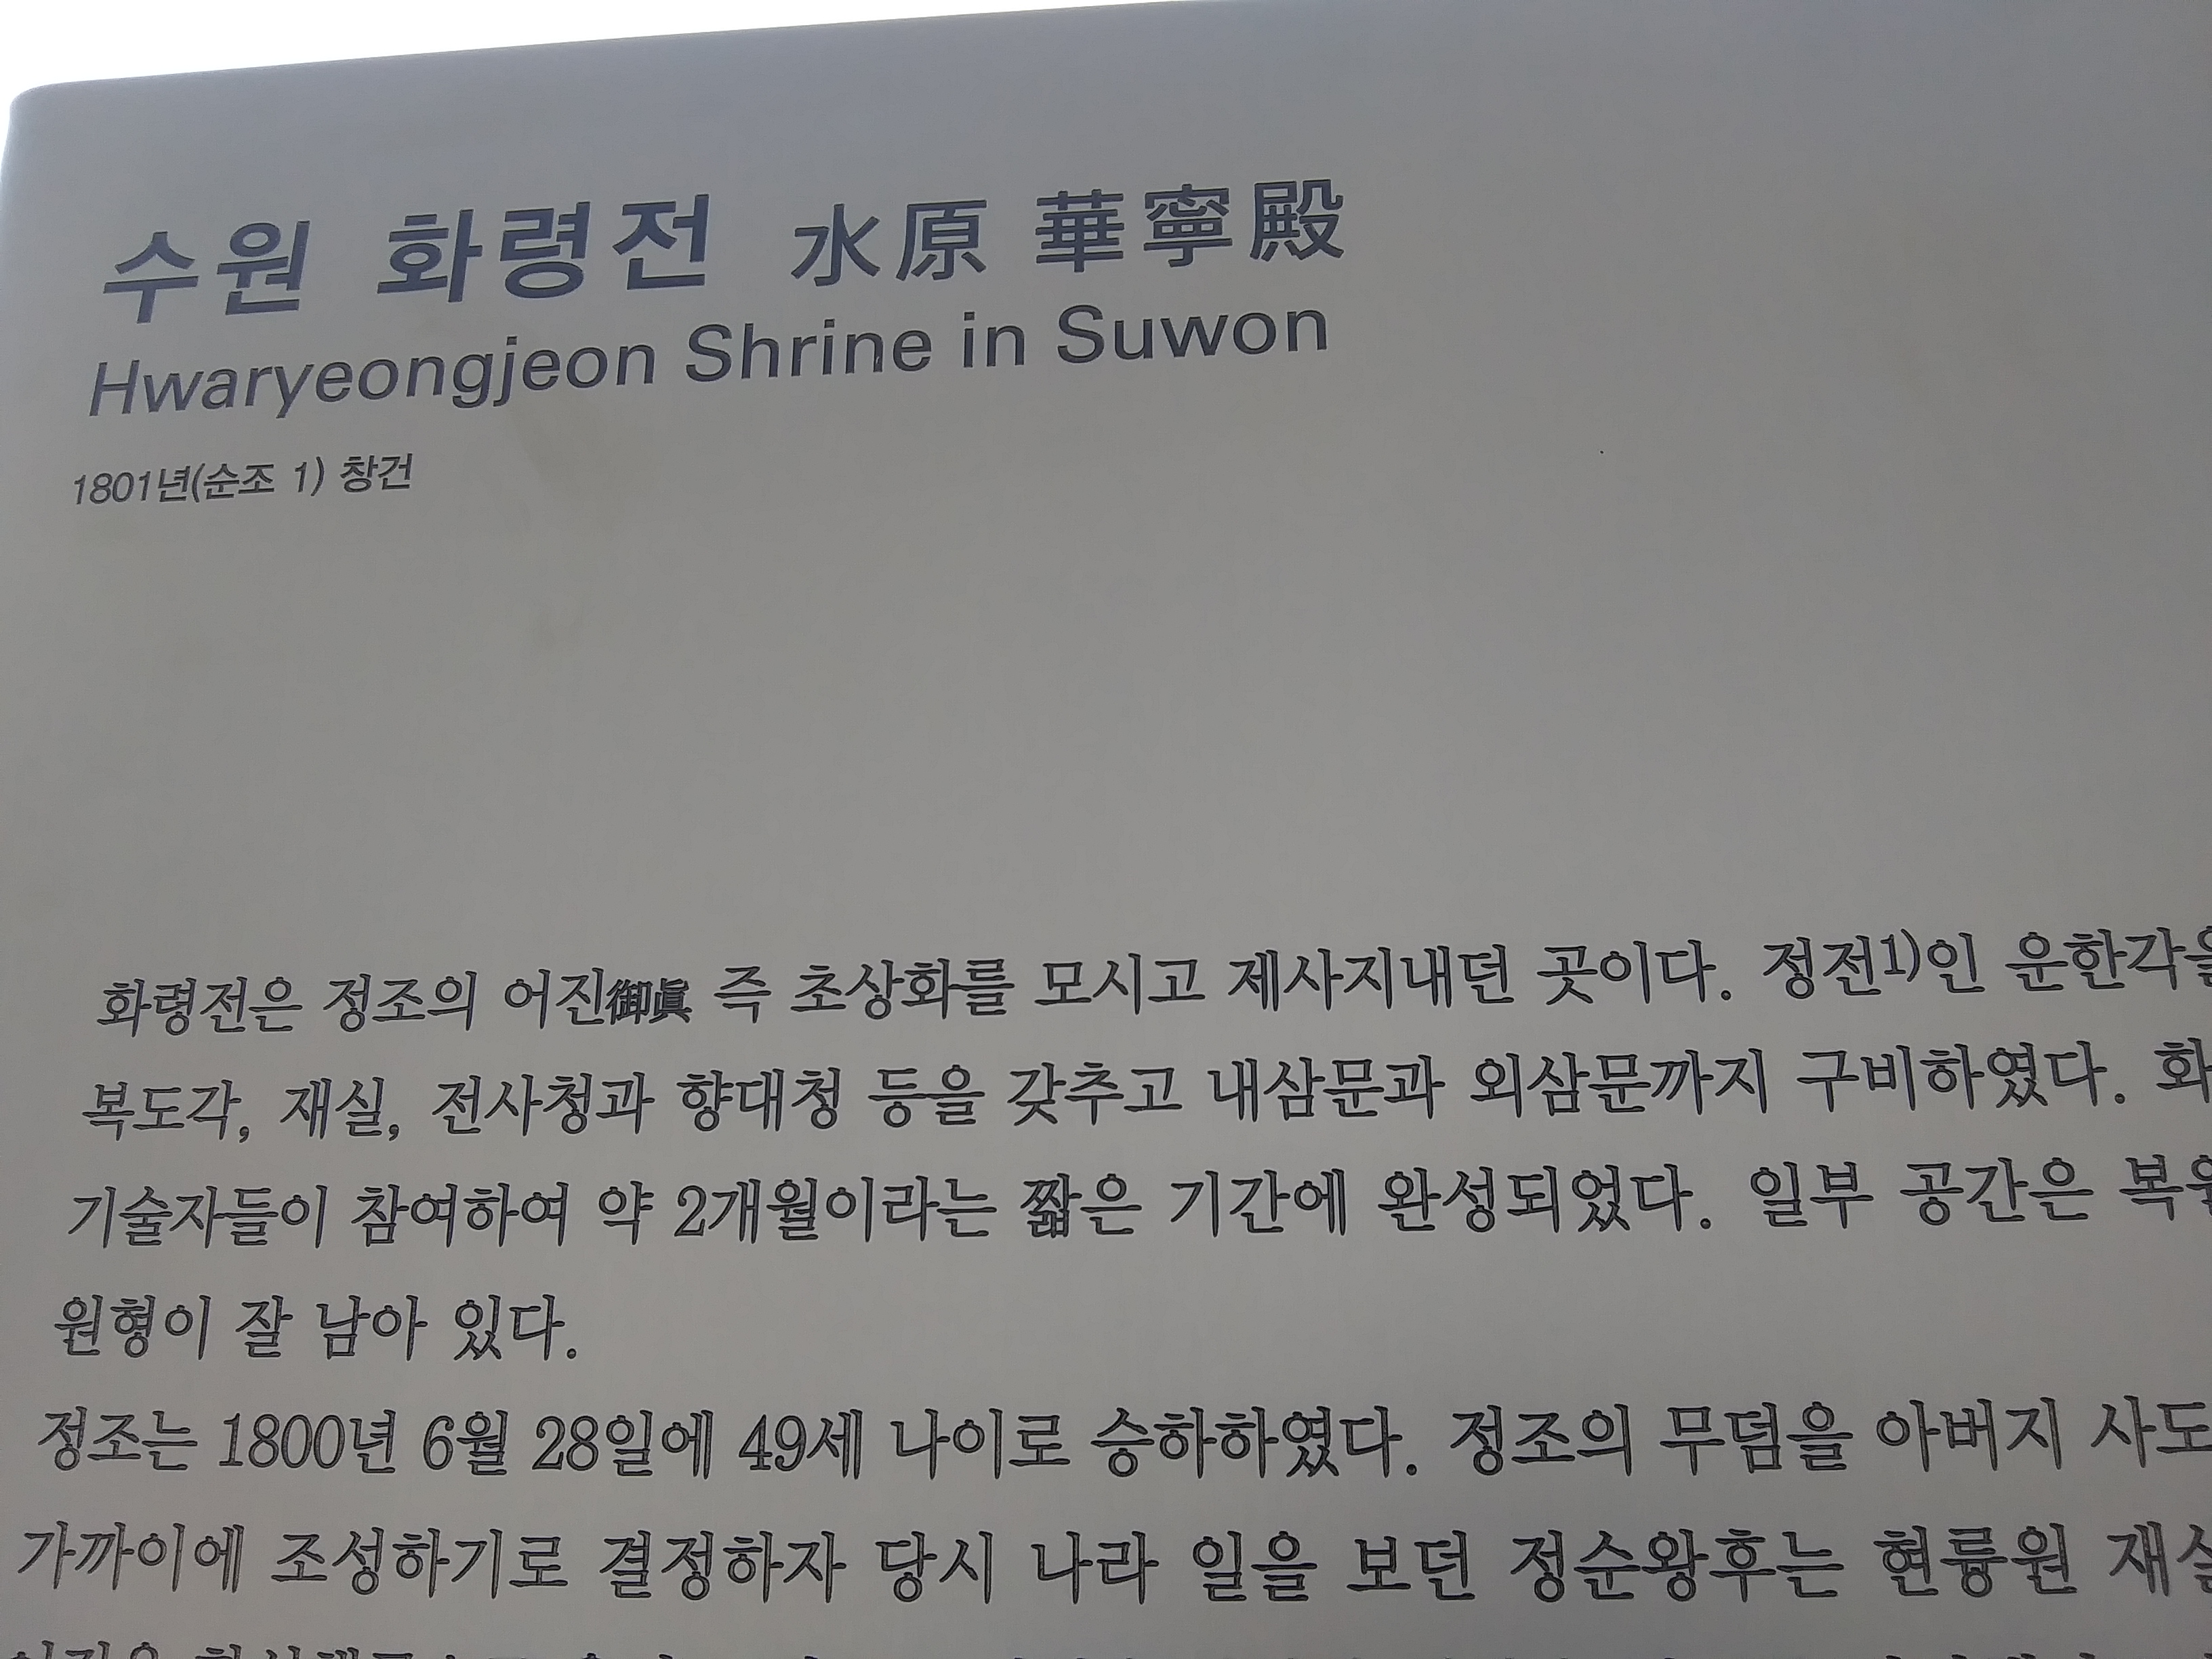 수원 화령전 水原 華寧殿
Hwaryeongjeon Shrine in Suwon
1801년(순조 1) 창건
화령전은 정조의 어진御眞 즉 초상화를 모시고 제사지내던 곳이다. 정전1)인 운한각을
복도각, 재실, 전사청과 향대청 등을 갖추고 내삼문과 외삼문까지 구비하였다. 화
기술자들이 참여하여 약 2개월이라는 짧은 기간에 완성되었다. 일부 공간은 복원
원형이 잘 남아 있다.
정조는 1800년 6월 28일에 49세 나이로 승하하였다. 정조의 무덤을 아버지 사도
가까이에 조성하기로 결정하자 당시 나라 일을 보던 정순왕후는 현륭원 재실